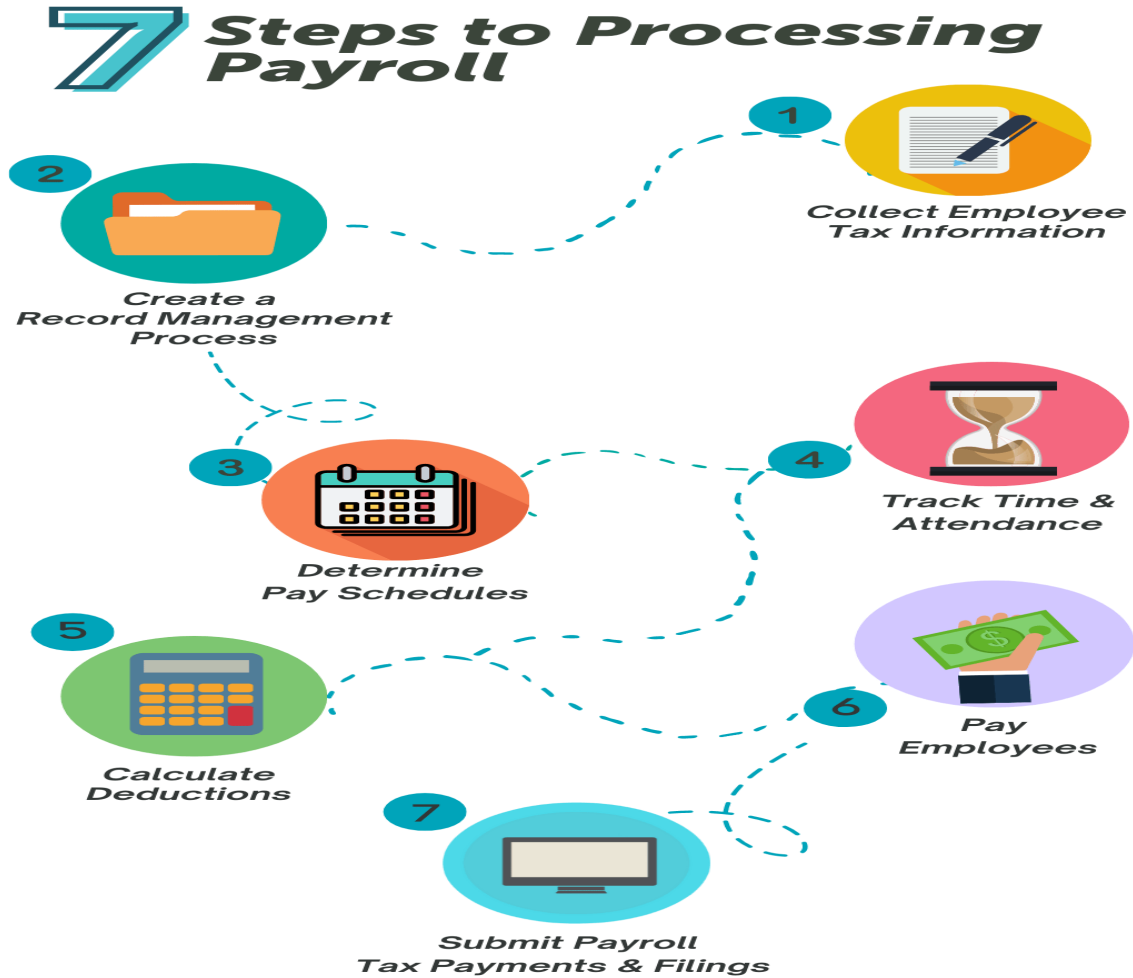 7 Steps to Processing
Payroll
1
Collect Employee
Tax Information
2
Create a
Record Management
Process
3
Determine
Pay Schedules
4
Track Time &
Attendance
5
Calculate
Deductions
6
Pay
Employees
7
Submit Payroll
Tax Payments & Filings